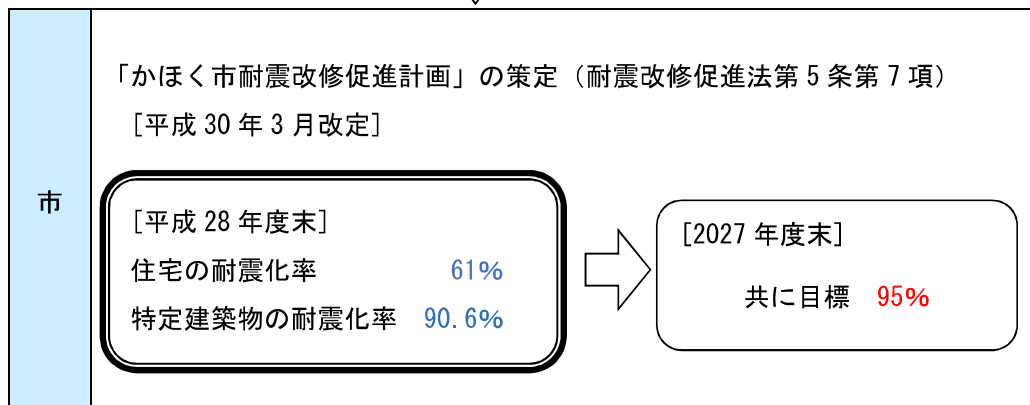 市
「かほく市耐震改修促進計画」の策定（耐震改修促進法第5条第7項）
［平成30年3月改定］
［平成28年度末］
住宅の耐震化率 61%
特定建築物の耐震化率 90.6%
［2027年度末］
共に目標 95%